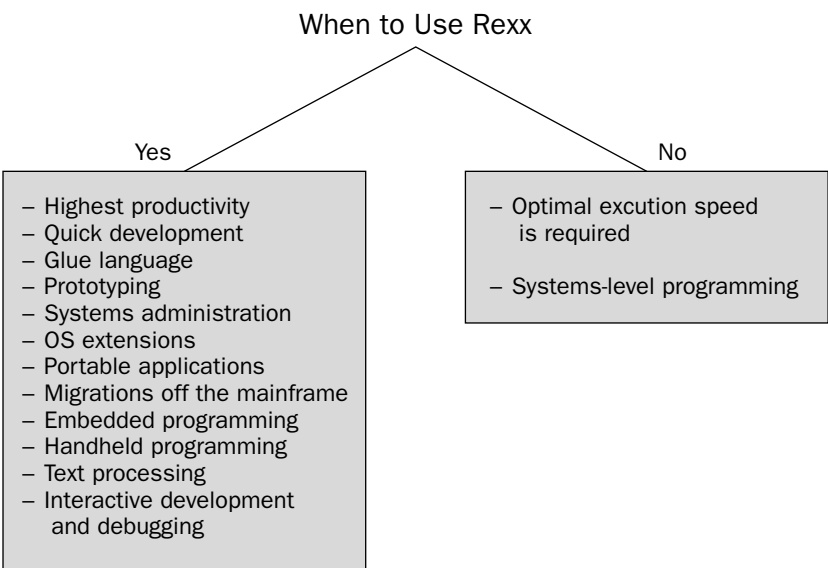 When to Use Rexx
Yes
– Highest productivity
– Quick development
– Glue language
– Prototyping
– Systems administration
– OS extensions
– Portable applications
– Migrations off the mainframe
– Embedded programming
– Handheld programming
– Text processing
– Interactive development
and debugging
No
– Optimal excution speed
is required
– Systems-level programming